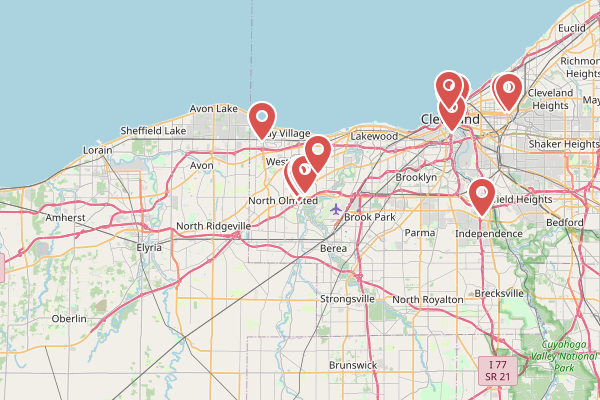 Euclid
Richmond
Heights
Avon Lake
Cleveland
Heights
May
Sheffield Lake
Bay Village
Lakewood
Cleveland
Shaker Heights
Lorain
Avon
West
Brooklyn
North Olmsted
field Heights
Amherst
Brook Park
Bedford
North Ridgeville
Parma
Independence
Elyria
Berea
Strongsville
North Royalton
Brecksville
Oberlin
Brunswick
Cuyahoga
Valley National
Park
I 77
SR 21